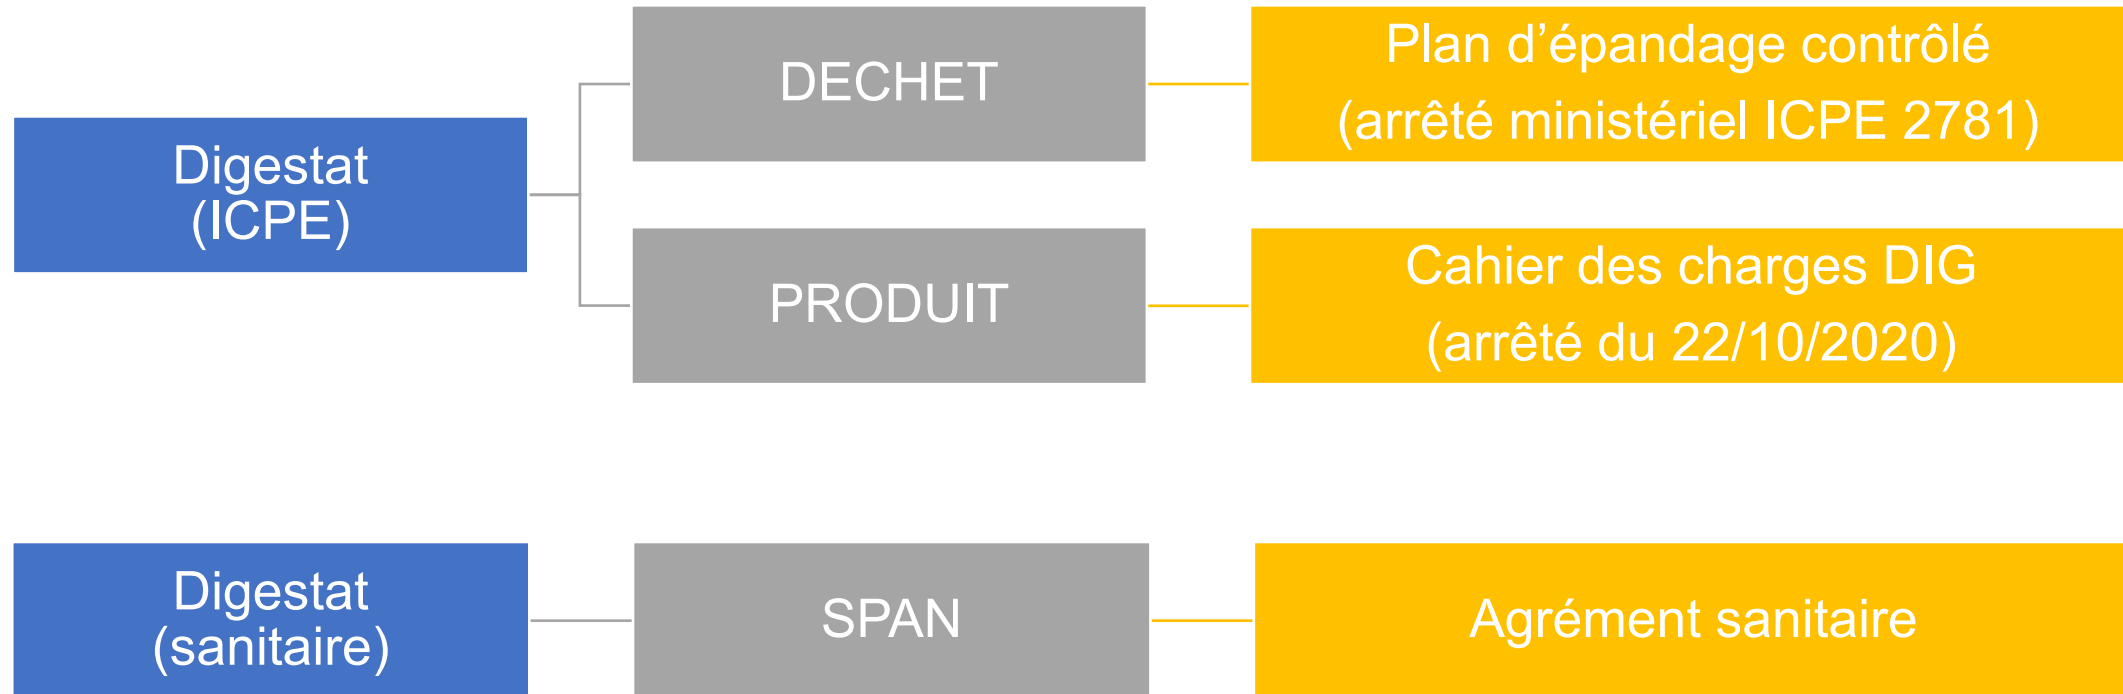 Digestat
(ICPE)
DECHET
Plan d’épandage contrôlé
(arrêté ministériel ICPE 2781)
PRODUIT
Cahier des charges DIG
(arrêté du 22/10/2020)
Digestat
(sanitaire)
SPAN
Agrément sanitaire